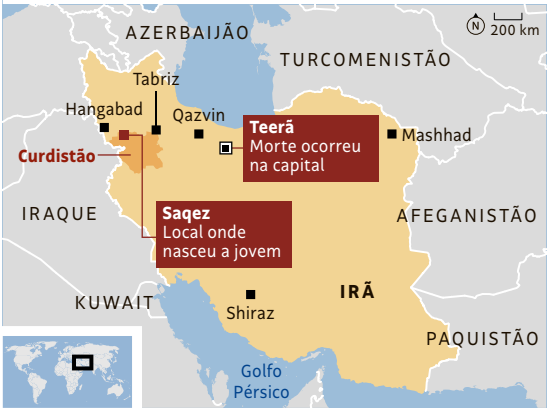 AZERBAIJÃO
N
200 km
TURCOMENISTÃO
Tabriz
Hangabad
Qazvin
Teerã
Morte ocorreu
na capital
Mashhad
Curdistão
Saqez
Local onde
nasceu a jovem
IRAQUE
AFEGANISTÃO
IRÃ
KUWAIT
Shiraz
PAQUISTÃO
Golfo
Pérsico